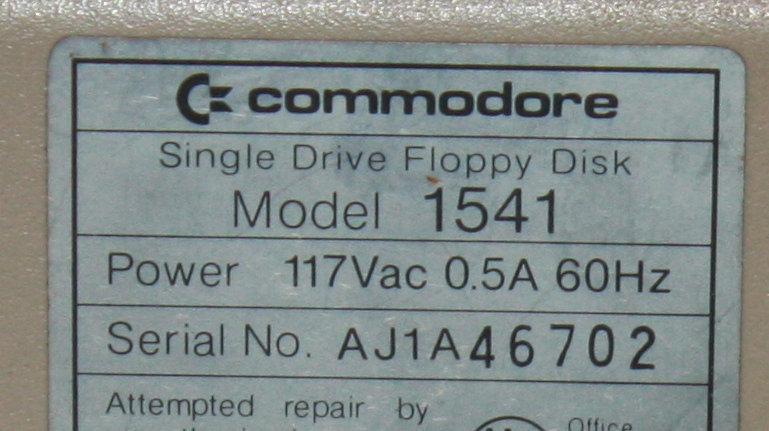 commodore
Single Drive Floppy Disk
Model 1541
Power 117Vac 0.5A 60Hz
Serial No. AJ1A46702
Attempted repair by
Office